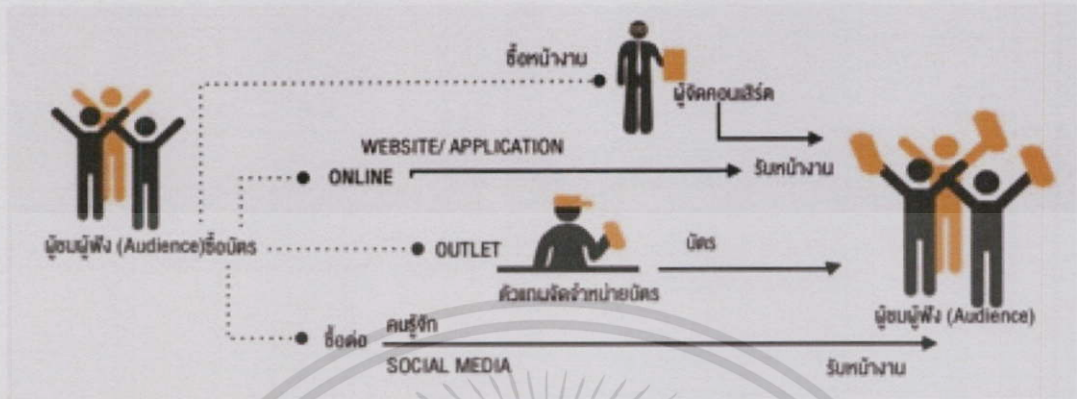 ซื้อหน้างาน
ผู้จัดคอนเสิร์ต
WEBSITE/ APPLICATION
ONLINE
รับหน้างาน
ผู้ชมผู้ฟัง (Audience)ซื้อบัตร
OUTLET
บัตร
ตัวแทนจัดจำหน่ายบัตร
ผู้ชมผู้ฟัง (Audience)
ซื้อต่อ
คนรู้จัก
SOCIAL MEDIA
รับหน้างาน